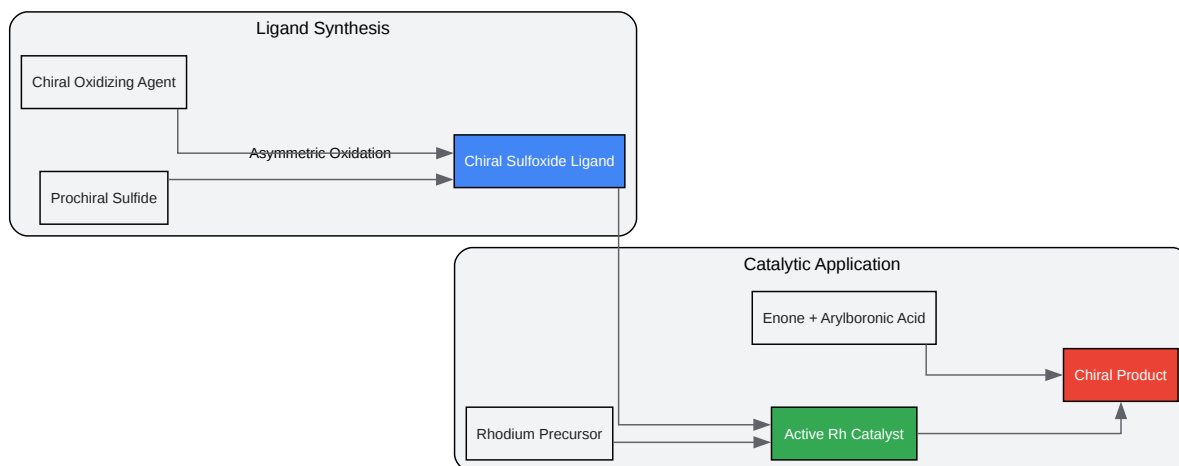 Ligand Synthesis
Chiral Oxidizing Agent
Asymmetric Oxidation
Chiral Sulfoxide Ligand
Prochiral Sulfide
Catalytic Application
Enone + Arylboronic Acid
Chiral Product
Rhodium Precursor
Active Rh Catalyst